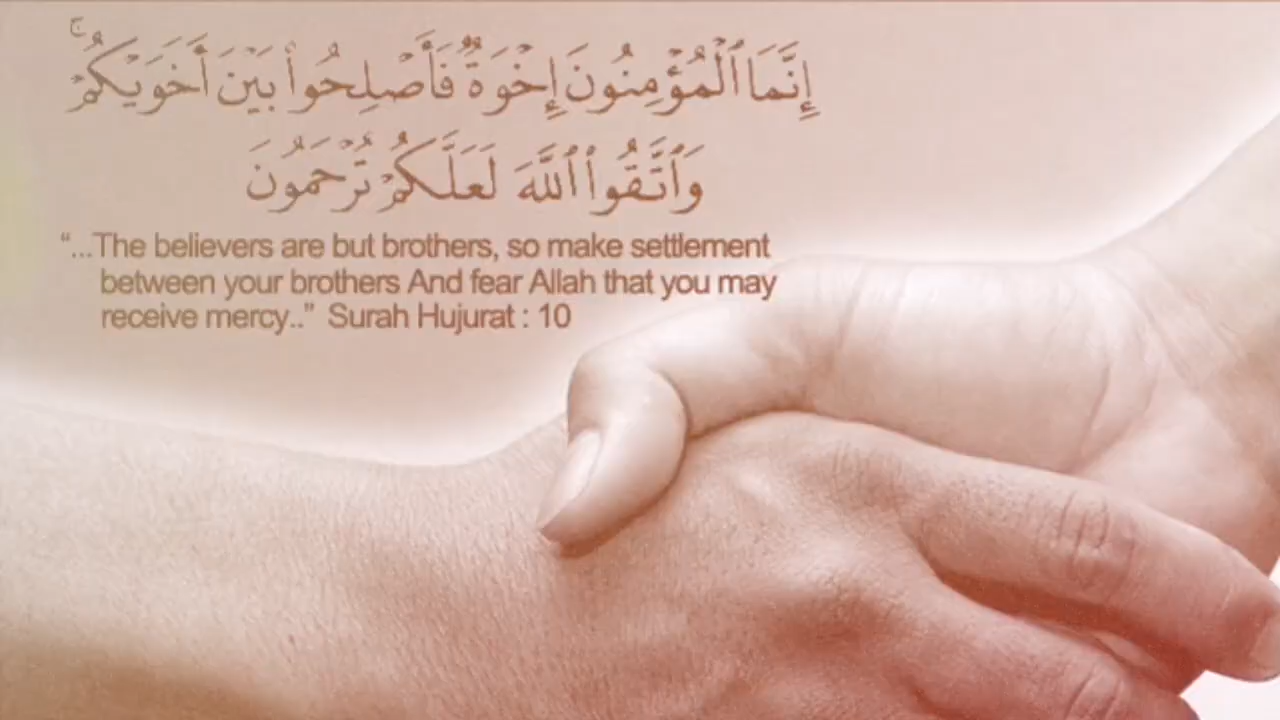 إِنَّمَا ٱلْمُؤْمِنُونَ إِخْوَةٌ فَأَصْلِحُوا۟ بَيْنَ أَخَوَيْكُمْ ۚ
وَٱتَّقُوا۟ ٱللَّهَ لَعَلَّكُمْ تُرْحَمُونَ
“...The believers are but brothers, so make settlement
between your brothers And fear Allah that you may
receive mercy..” Surah Hujurat : 10